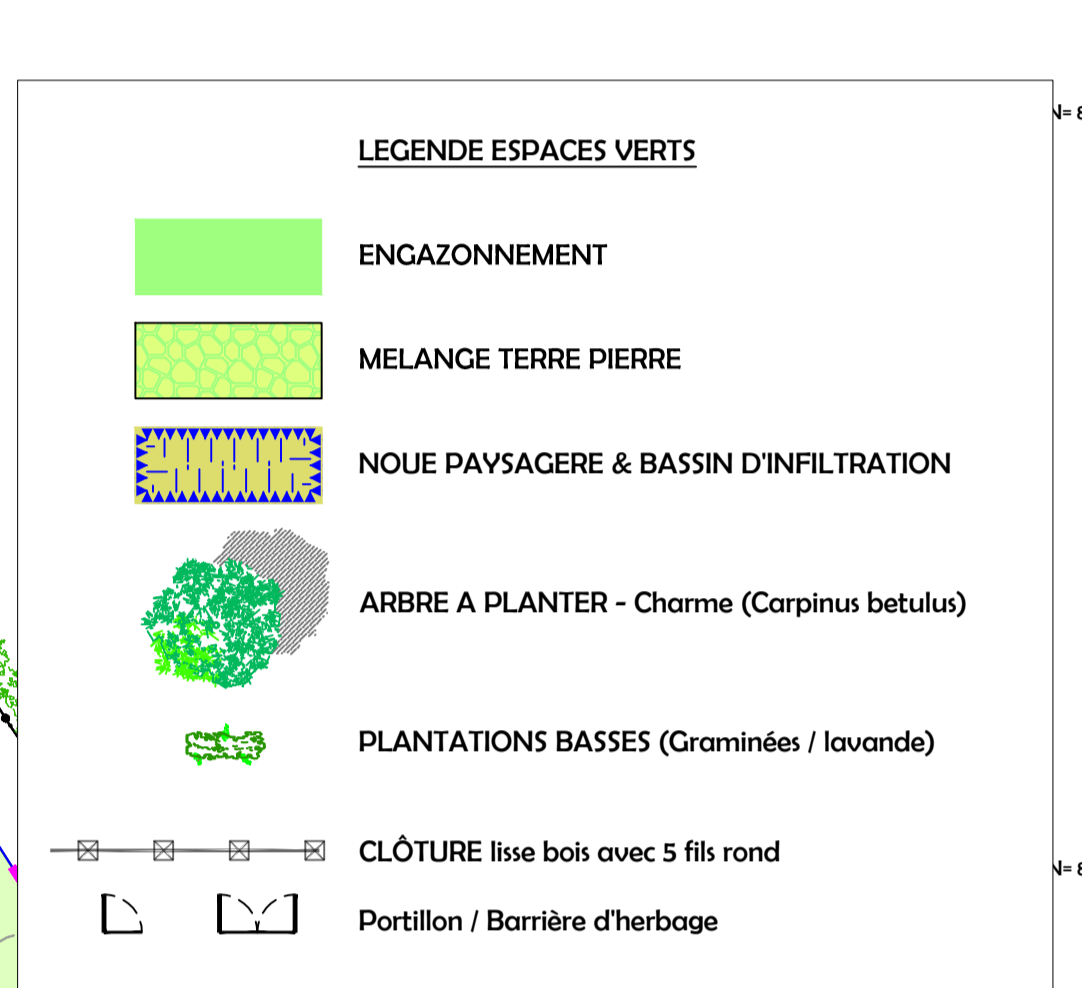 LEGENDE ESPACES VERTS
ENGAZONNEMENT
MELANGE TERRE PIERRE
NOUE PAYSAGERE & BASSIN D'INFILTRATION
ARBRE A PLANTER - Charme (Carpinus betulus)
PLANTATIONS BASSES (Graminées / lavande)
CLÔTURE lisse bois avec 5 fils rond
Portillon / Barrière d'herbage